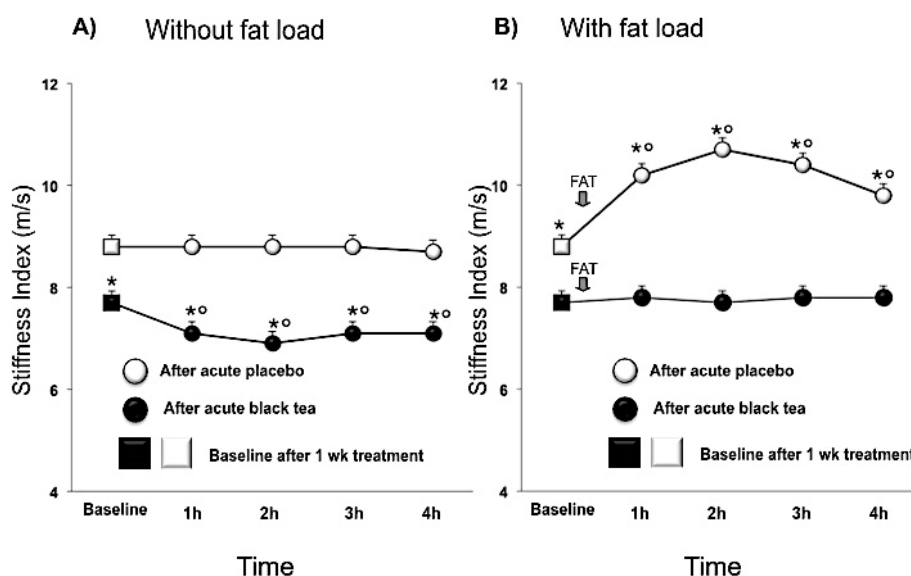 A) Without fat load
12
10
8
6
4
Stiffness Index (m/s)
*
*°
*°
*°
*°
After acute placebo
After acute black tea
Baseline after 1 wk treatment
Baseline 1h 2h 3h 4h
Time
B) With fat load
12
10
8
6
4
Stiffness Index (m/s)
*°
*°
*°
*°
FAT
*
FAT
After acute placebo
After acute black tea
Baseline after 1 wk treatment
Baseline 1h 2h 3h 4h
Time